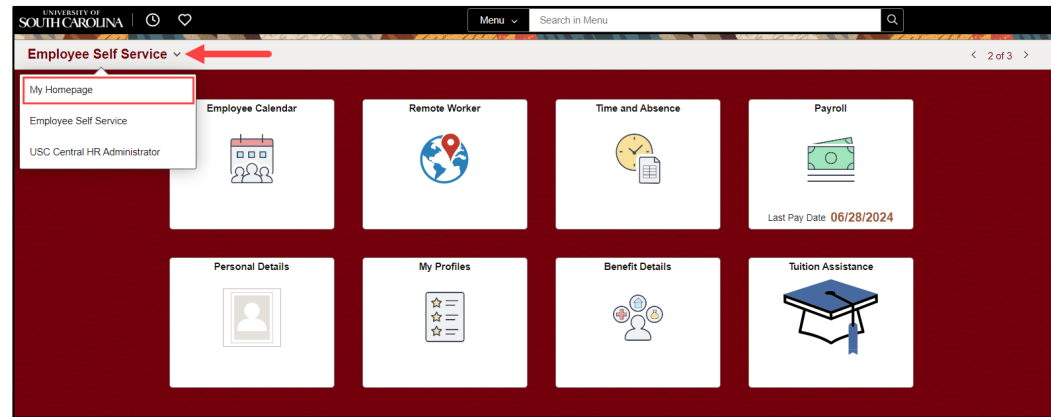 UNIVERSITY OF
SOUTH CAROLINA
Menu
Search in Menu
Employee Self Service
2 of 3
My Homepage
Employee Self Service
USC Central HR Administrator
Employee Calendar
Remote Worker
Time and Absence
Payroll
Last Pay Date 06/28/2024
Personal Details
My Profiles
Benefit Details
Tuition Assistance